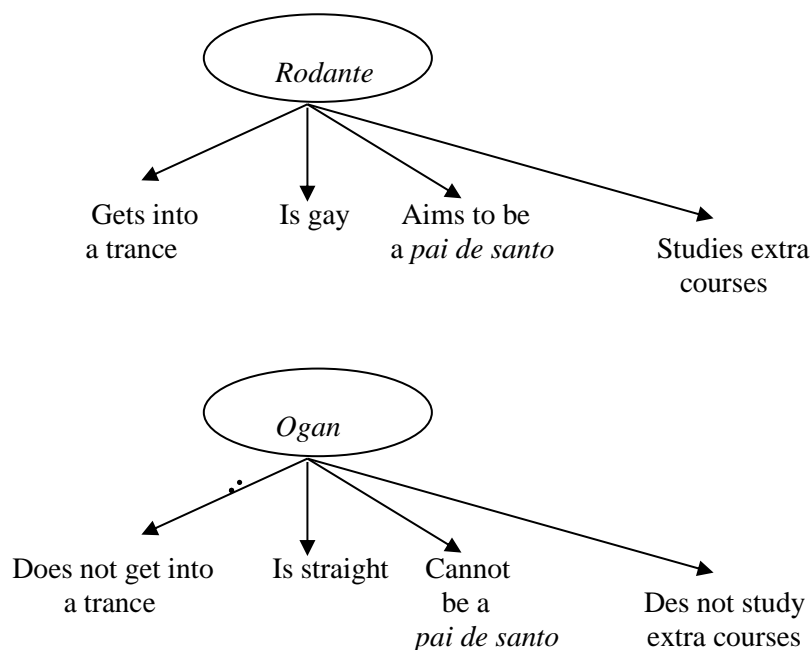 Rodante
Gets into
a trance
Is gay
Aims to be
a pai de santo
Studies extra
courses
Ogan
Does not get into
a trance
Is straight
Cannot
be a
pai de santo
Des not study
extra courses